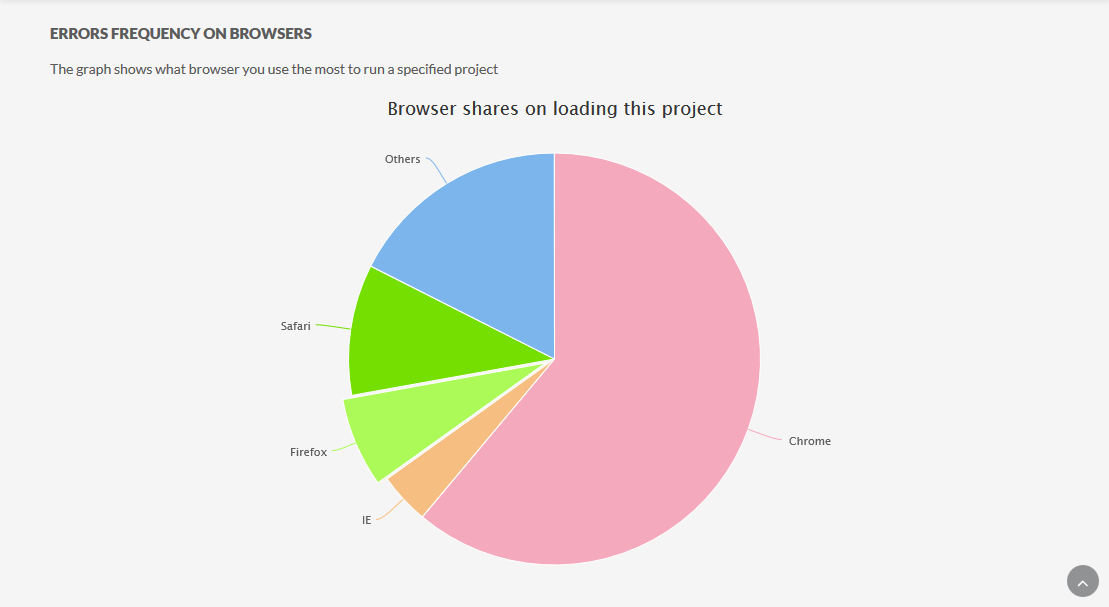 ERRORS FREQUENCY ON BROWSERS
The graph shows what browser you use the most to run a specified project
Browser shares on loading this project
Others
Safari
Chrome
Firefox
IE